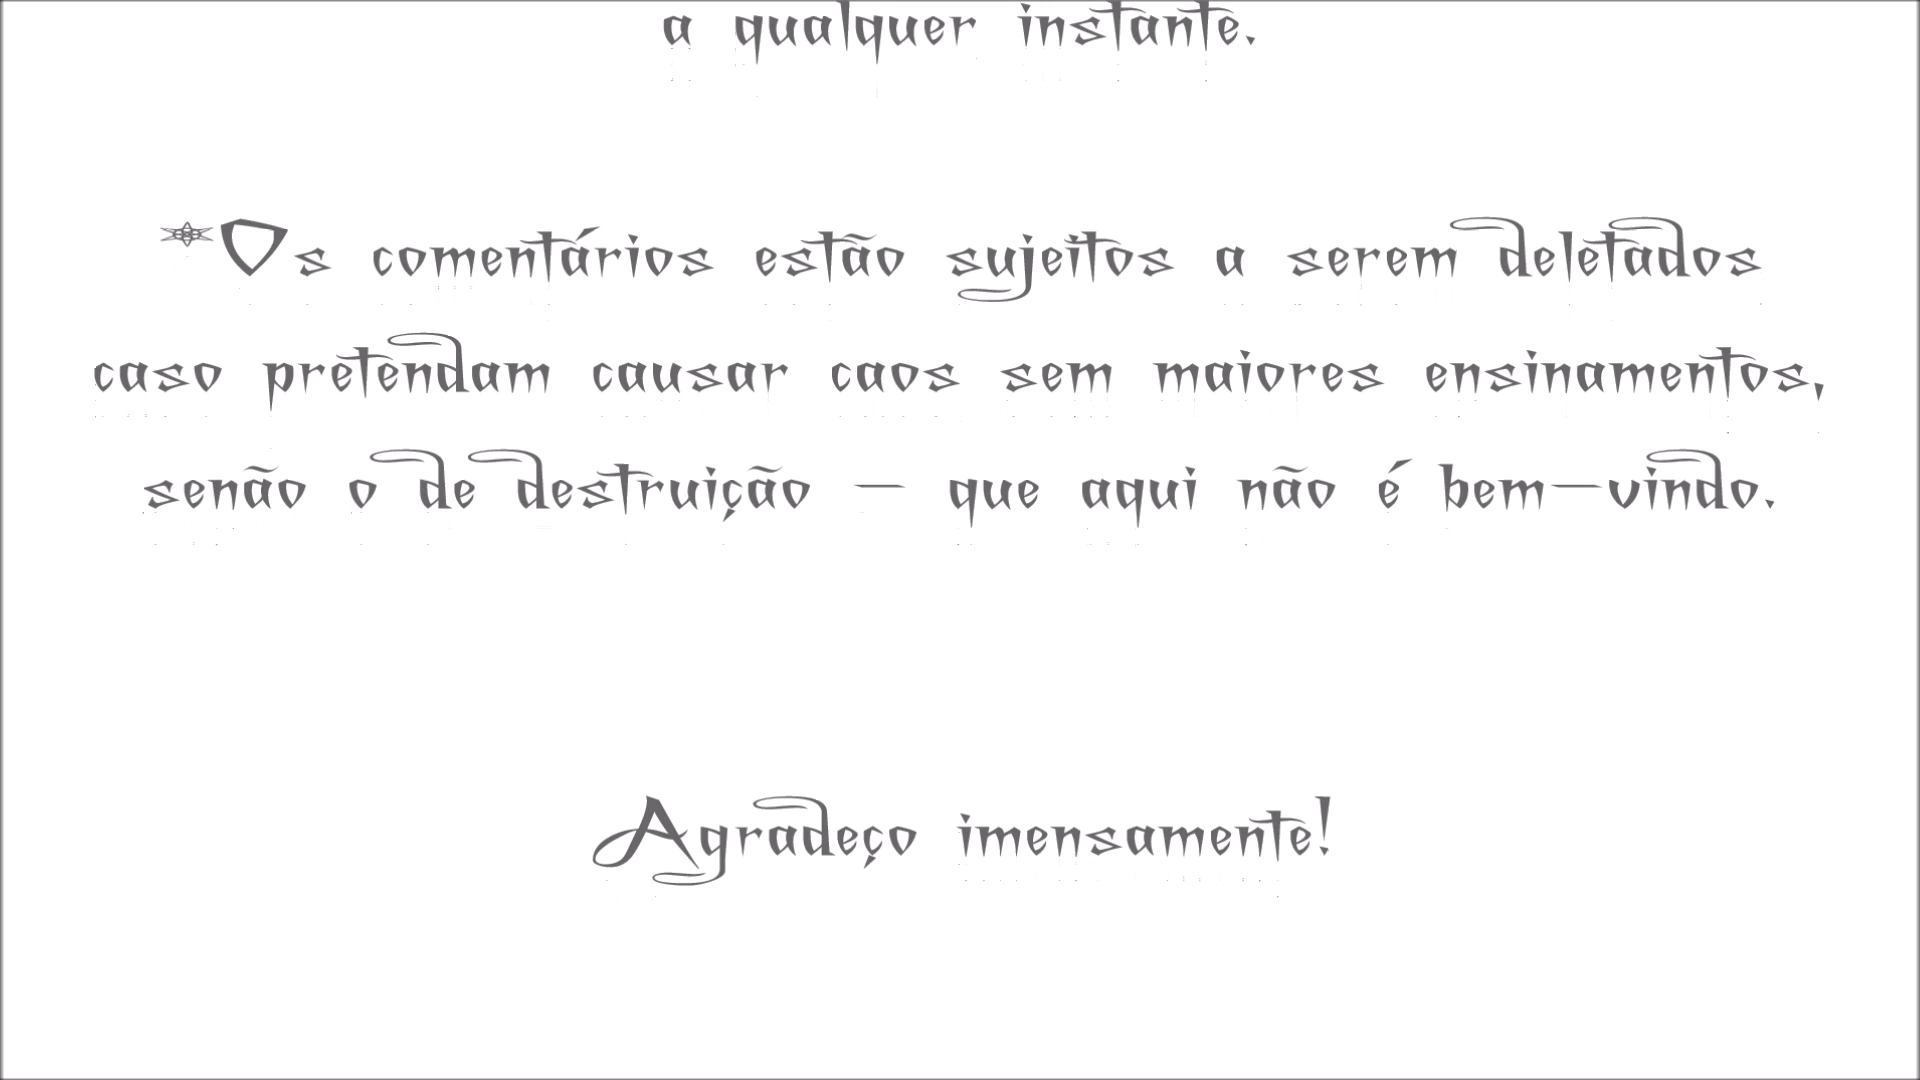 a qualquer instante.
*Os comentários estão sujeitos a serem deletados
caso pretendam causar caos sem maiores ensinamentos,
senão o de destruição - que aqui não é bem-vindo.
Agradeço imensamente!